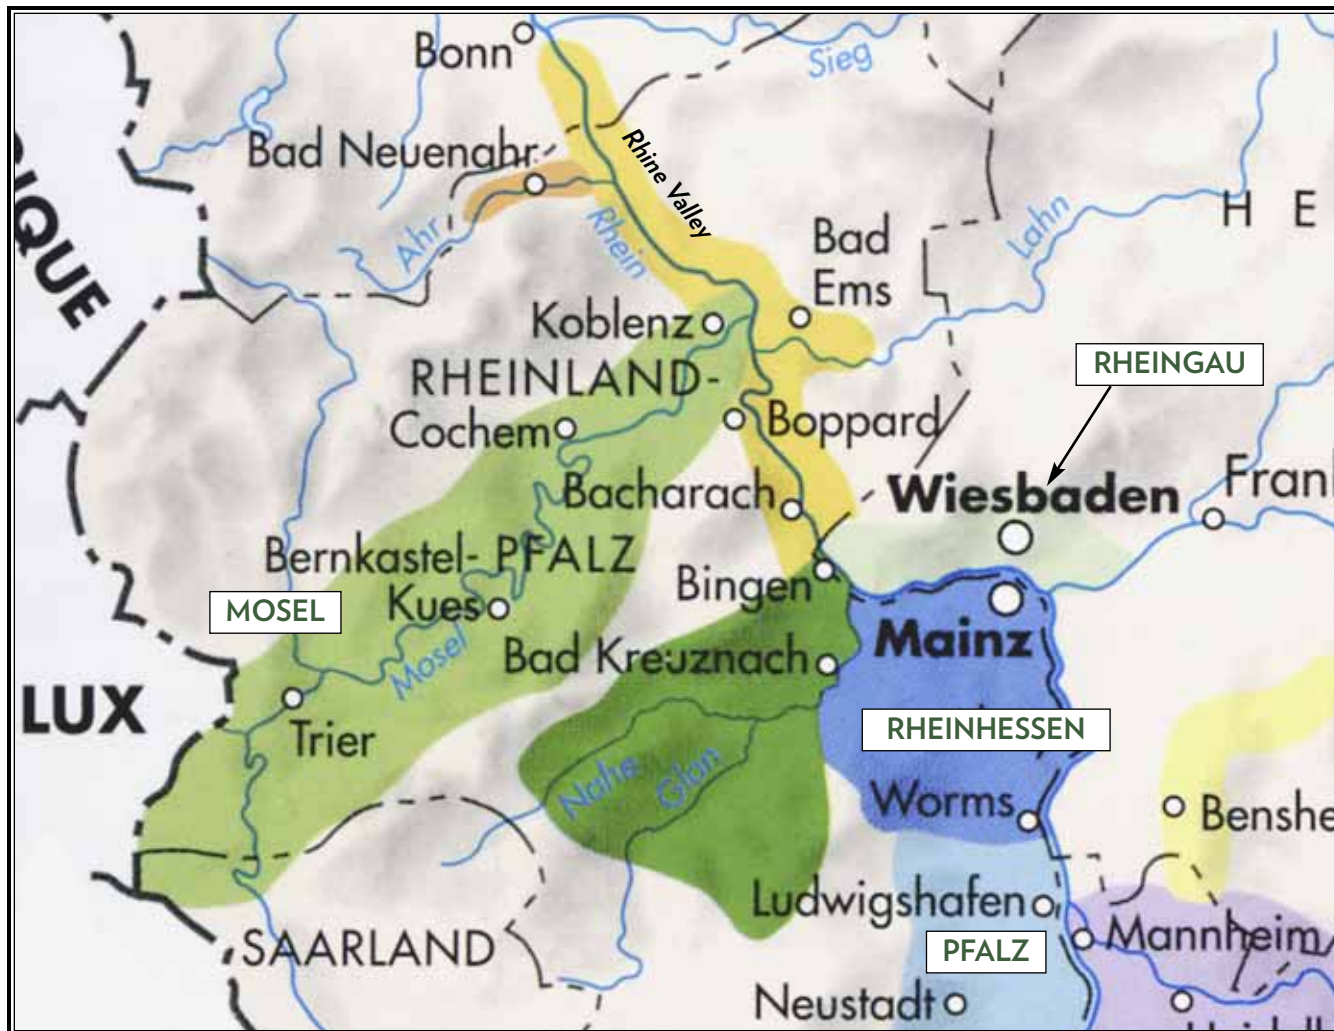 Bonn
Sieg
Bad Neuenahr
Rhine Valley
IQUE
Ahr
Rhein
Bad
Ems
Lahn
H E
Koblenz
RHEINLAND-
RHEINGAU
Cochem
Boppard
Bacharach
Wiesbaden
Fran
Bernkastel-
PFALZ
Kues
Bingen
MOSEL
Mosel
Mainz
Bad Kreuznach
LUX
Trier
RHEINHESSEN
Nahe
Glan
Worms
Benshe
Ludwigshafen
SAARLAND
PFALZ
Mannheim/
Neustadt